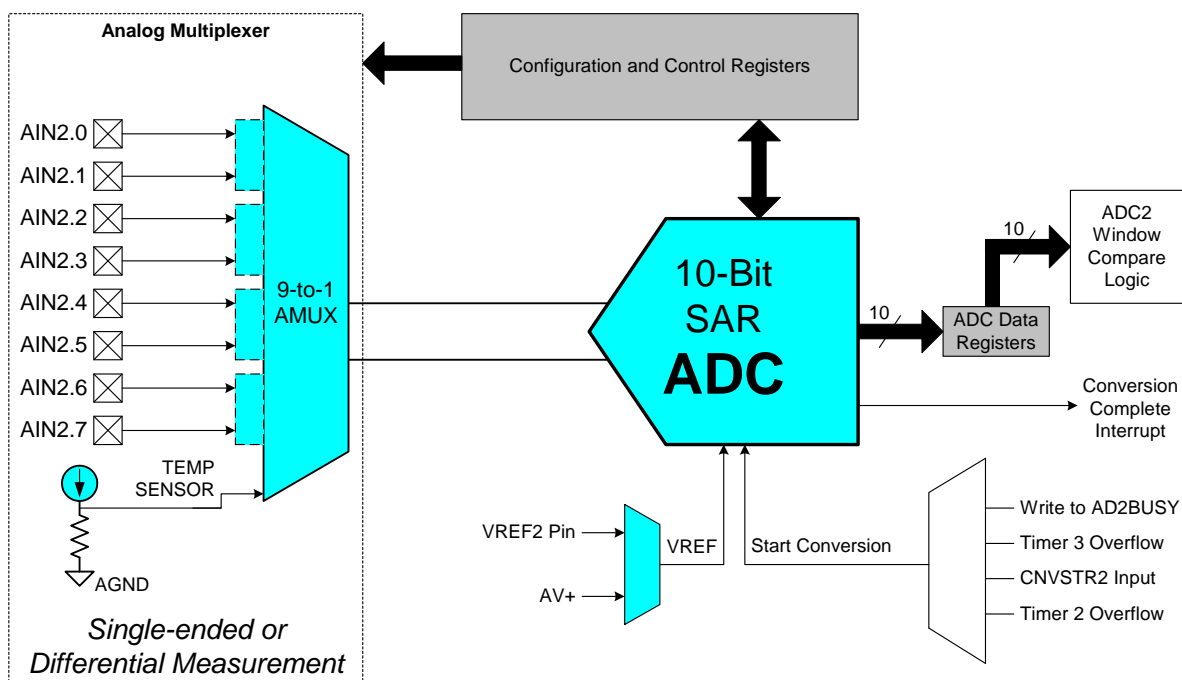 Analog Multiplexer
Configuration and Control Registers
AIN2.0
AIN2.1
AIN2.2
AIN2.3
AIN2.4
AIN2.5
AIN2.6
AIN2.7
9-to-1
AMUX
TEMP
SENSOR
AGND
Single-ended or
Differential Measurement
10-Bit
SAR
ADC
10
ADC Data
Registers
10
ADC2
Window
Compare
Logic
Conversion
Complete
Interrupt
VREF2 Pin
AV+
VREF
Start Conversion
Write to AD2BUSY
Timer 3 Overflow
CNVSTR2 Input
Timer 2 Overflow